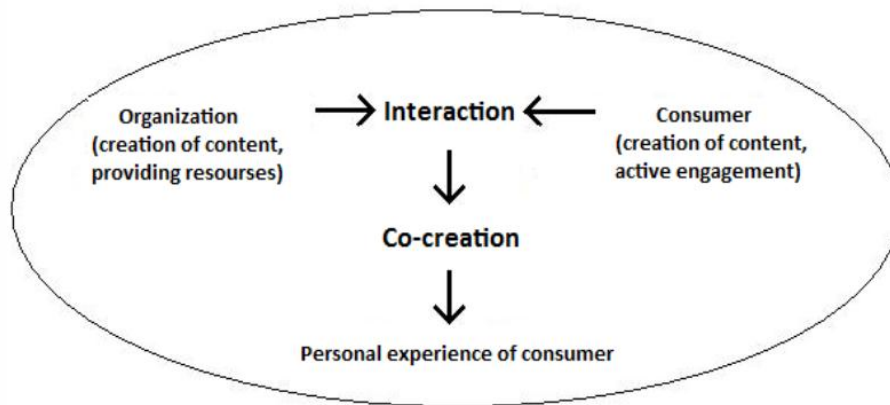 Organization
(creation of content,
providing resourses)
Interaction
Consumer
(creation of content,
active engagement)
Co-creation
Personal experience of consumer